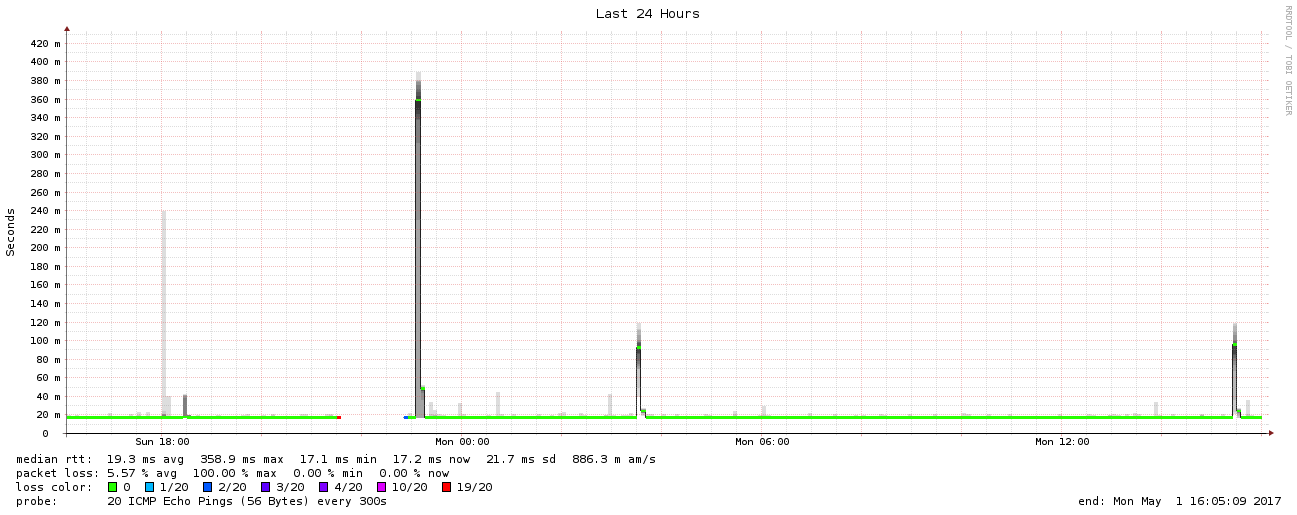 Last 24 Hours
RRDTOOL / TOBI OETIKER
Seconds
420 m
400 m
380 m
360 m
340 m
320 m
300 m
280 m
260 m
240 m
220 m
200 m
180 m
160 m
140 m
120 m
100 m
80 m
60 m
40 m
20 m
0
Sun 18:00 Mon 00:00 Mon 06:00 Mon 12:00
median rtt: 19.3 ms avg 358.9 ms max 17.1 ms min 17.2 ms now 21.7 ms sd 886.3 m am/s
packet loss: 5.57 % avg 100.00 % max 0.00 % min 0.00 % now
loss color: 0 1/20 2/20 3/20 4/20 10/20 19/20
probe: 20 ICMP Echo Pings (56 Bytes) every 300s end: Mon May 1 16:05:09 2017